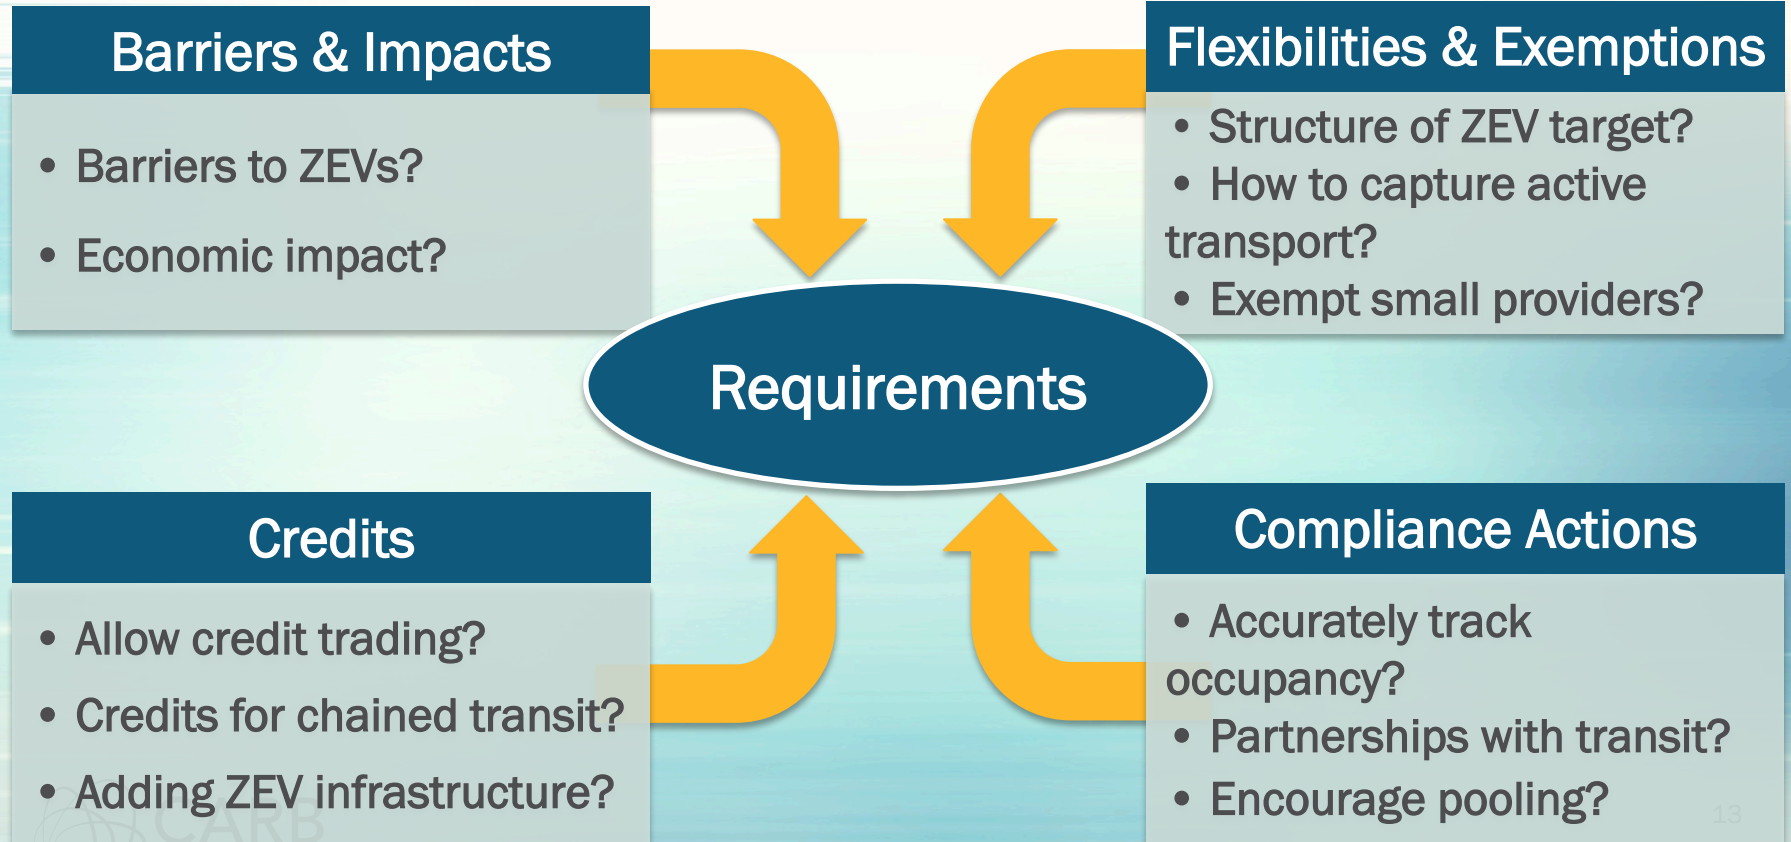 Barriers & Impacts
• Barriers to ZEVs?
• Economic impact?
Flexibilities & Exemptions
• Structure of ZEV target?
• How to capture active
transport?
• Exempt small providers?
Requirements
Credits
• Allow credit trading?
• Credits for chained transit?
• Adding ZEV infrastructure?
Compliance Actions
• Accurately track
occupancy?
• Partnerships with transit?
• Encourage pooling?
CARB
13